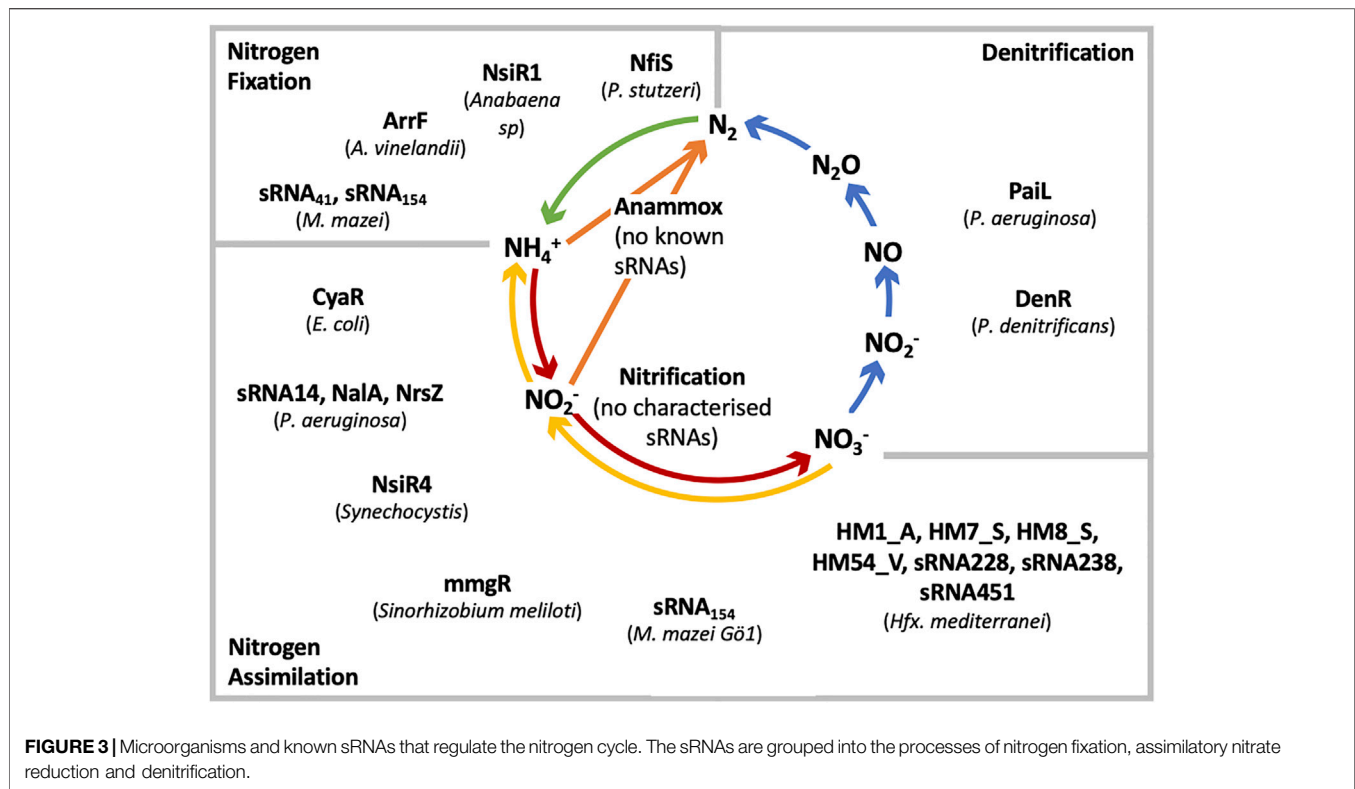 Nitrogen
Fixation
NfiS
(P. stutzeri)
NsiR1
(Anabaena
sp)
ArrF
(A. vinelandii)
sRNA₄₁, sRNA₁₅₄
(M. mazei)
Denitrification
PaiL
(P. aeruginosa)
DenR
(P. denitrificans)
N₂
N₂O
NO
NO₂⁻
NO₃⁻
NH₄⁺
NO₂⁻
Anammox
(no known
sRNAs)
Nitrification
(no characterised
sRNAs)
CyaR
(E. coli)
sRNA14, NalA, NrsZ
(P. aeruginosa)
NsiR4
(Synechocystis)
mmgR
(Sinorhizobium meliloti)
sRNA₁₅₄
(M. mazei Gö1)
HM1_A, HM7_S, HM8_S,
HM54_V, sRNA228, sRNA238,
sRNA451
(Hfx. mediterranei)
Nitrogen
Assimilation
FIGURE 3 | Microorganisms and known sRNAs that regulate the nitrogen cycle. The sRNAs are grouped into the processes of nitrogen fixation, assimilatory nitrate
reduction and denitrification.